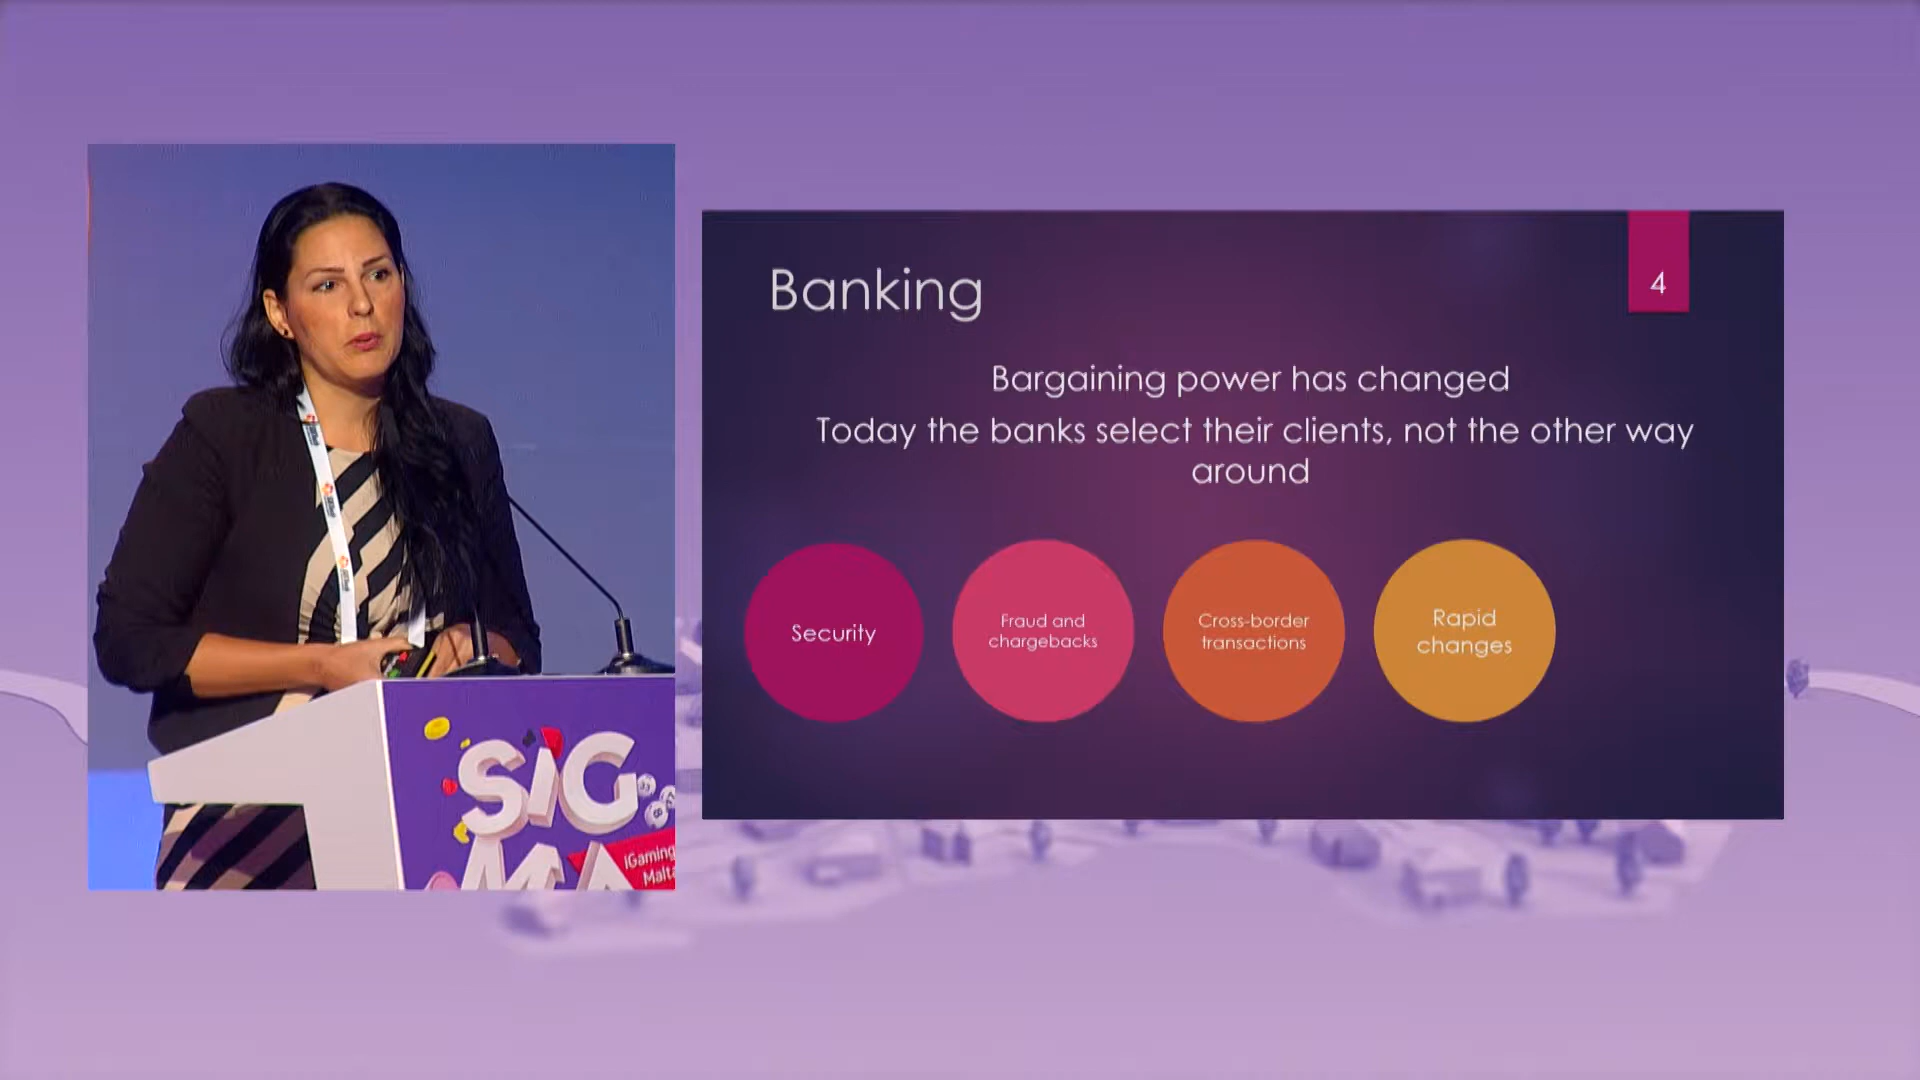 Banking
4
Bargaining power has changed
Today the banks select their clients, not the other way
around
Security
Fraud and
chargebacks
Cross-border
transactions
Rapid
changes
SIG
MA
iGaming
Malta